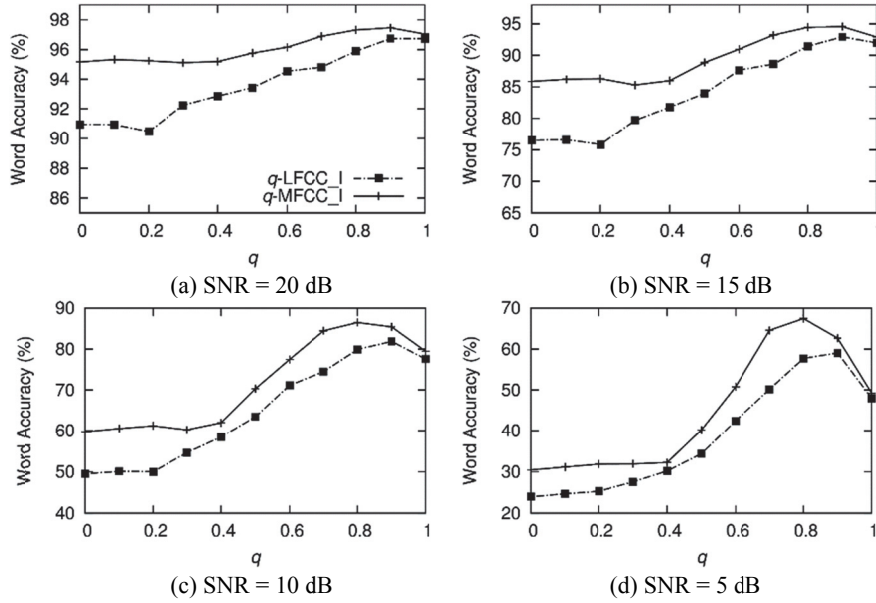 98
96
94
92
90
88
86
Word Accuracy (%)
q-LFCC_I
q-MFCC_I
0 0.2 0.4 0.6 0.8 1
q
(a) SNR = 20 dB
95
90
85
80
75
70
65
Word Accuracy (%)
0 0.2 0.4 0.6 0.8 1
q
(b) SNR = 15 dB
90
80
70
60
50
40
Word Accuracy (%)
0 0.2 0.4 0.6 0.8 1
q
(c) SNR = 10 dB
70
60
50
40
30
20
Word Accuracy (%)
0 0.2 0.4 0.6 0.8 1
q
(d) SNR = 5 dB